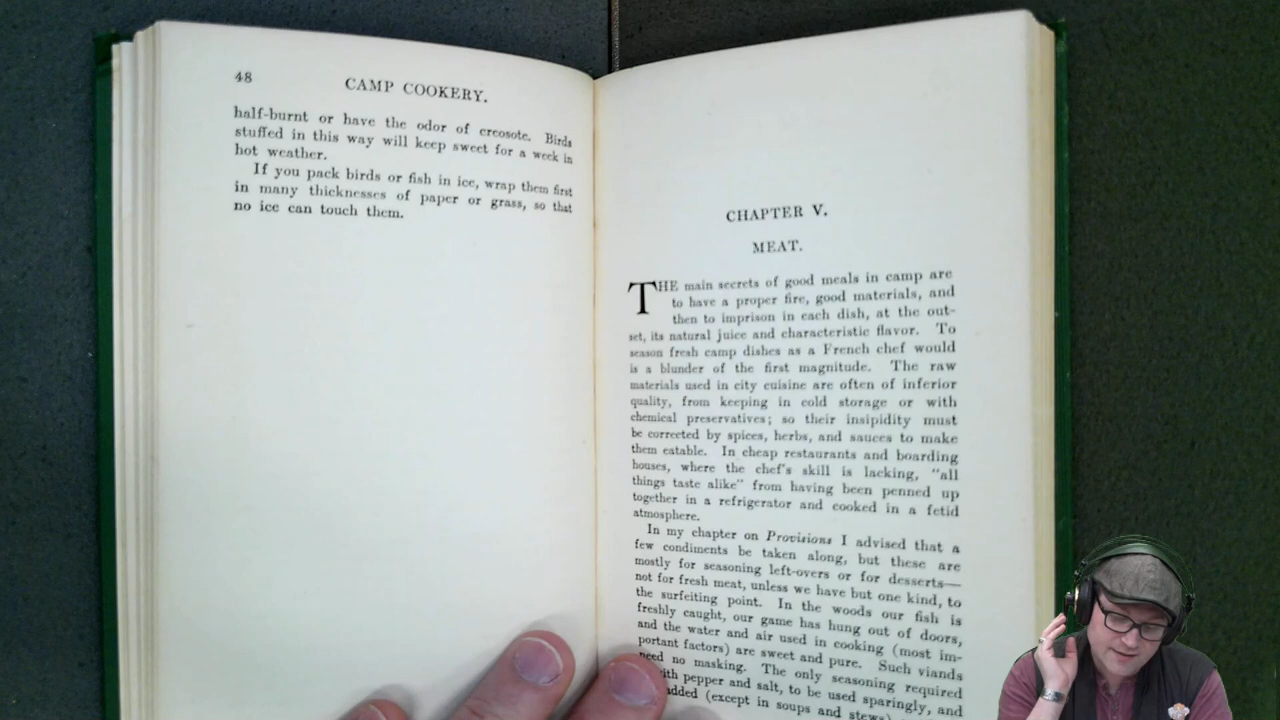 48
CAMP COOKERY.
half-burnt or have the odor of creosote. Birds
stuffed in this way will keep sweet for a week in
hot weather.
If you pack birds or fish in ice, wrap them first
in many thicknesses of paper or grass, so that
no ice can touch them.
CHAPTER V.
MEAT.
THE main secrets of good meals in camp are
to have a proper fire, good materials, and
then to imprison in each dish, at the out-
set, its natural juice and characteristic flavor. To
season fresh camp dishes as a French chef would
is a blunder of the first magnitude. The raw
materials used in city cuisine are often of inferior
quality, from keeping in cold storage or with
chemical preservatives; so their insipidity must
be corrected by spices, herbs, and sauces to make
them eatable. In cheap restaurants and boarding
houses, where the chef's skill is lacking, "all
things taste alike" from having been penned up
together in a refrigerator and cooked in a fetid
atmosphere.
In my chapter on Provisions I advised that a
few condiments be taken along, but these are
mostly for seasoning left-overs or for desserts—
not for fresh meat, unless we have but one kind, to
the surfeiting point. In the woods our fish is
freshly caught, our game has hung out of doors,
and the water and air used in cooking (most im-
portant factors) are sweet and pure. Such viands
need no masking. The only seasoning required
with pepper and salt, to be used sparingly, and
added (except in soups and stews)